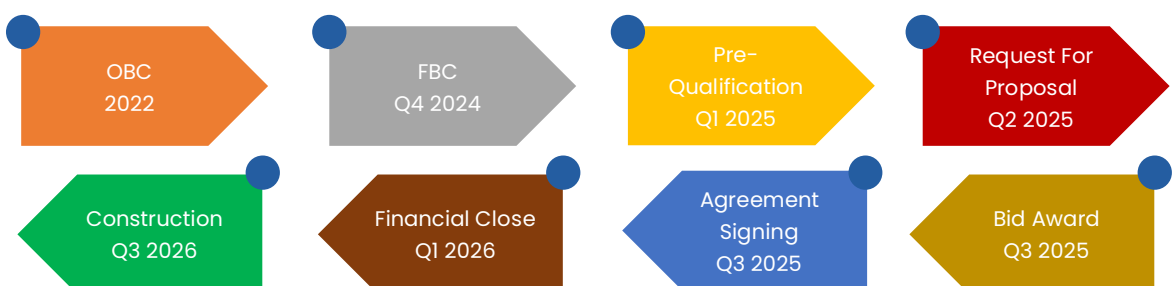 OBC
2022
FBC
Q4 2024
Pre-
Qualification
Q1 2025
Request For
Proposal
Q2 2025
Bid Award
Q3 2025
Agreement
Signing
Q3 2025
Financial Close
Q1 2026
Construction
Q3 2026